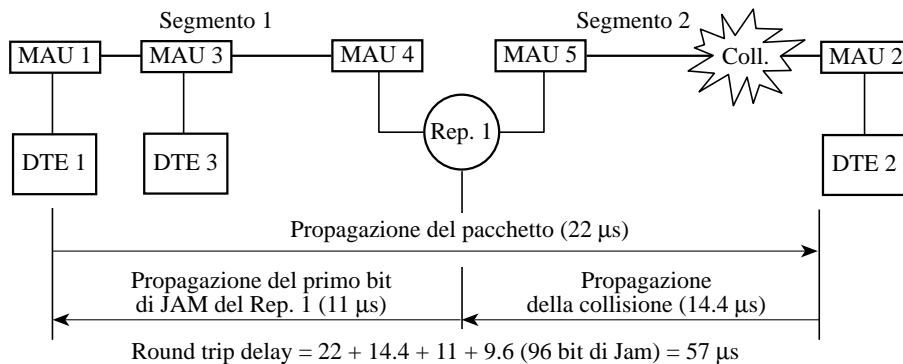 Segmento 1
Segmento 2
MAU 1
MAU 3
MAU 4
MAU 5
Coll.
MAU 2
Rep. 1
DTE 1
DTE 3
DTE 2
Propagazione del pacchetto (22 µs)
Propagazione del primo bit
di JAM del Rep. 1 (11 µs)
Propagazione
della collisione (14.4 µs)
Round trip delay = 22 + 14.4 + 11 + 9.6 (96 bit di Jam) = 57 µs